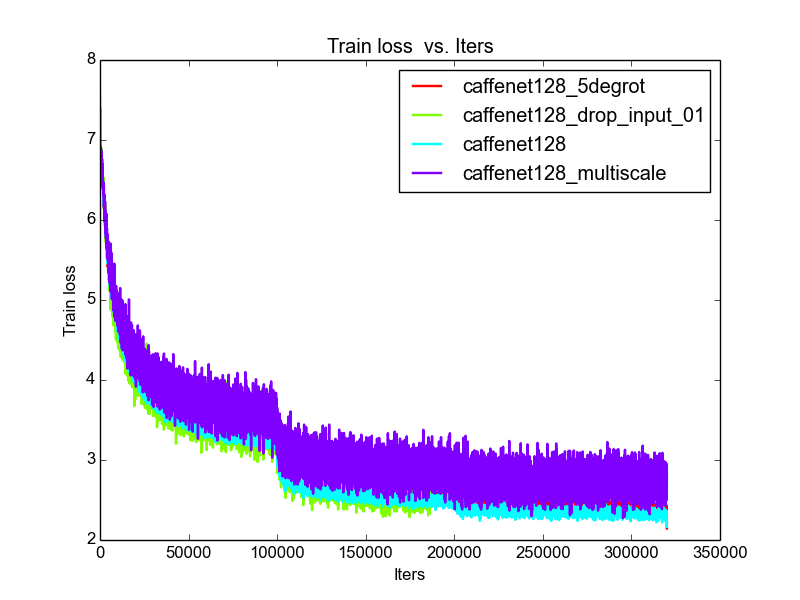 Train loss  vs. Iters
8
7
6
5
4
3
2
Train loss
caffenet128_5degrot
caffenet128_drop_input_01
caffenet128
caffenet128_multiscale
0 50000 100000 150000 200000 250000 300000 350000
Iters